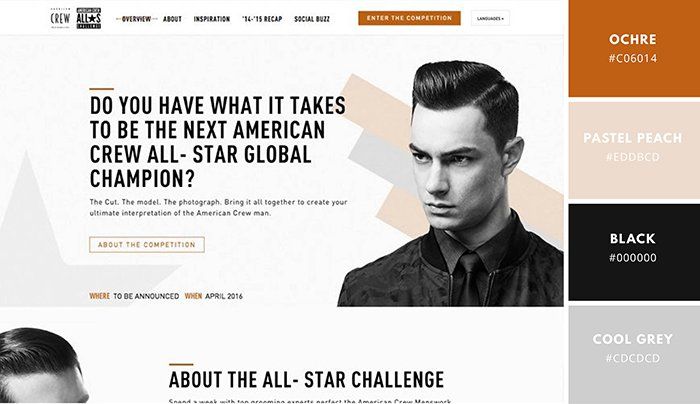 AMERICAN
CREW
AMERICAN CREW
ALL★S
CHALLENGE
OVERVIEW
ABOUT
INSPIRATION
'14-'15 RECAP
SOCIAL BUZZ
ENTER THE COMPETITION
LANGUAGES
DO YOU HAVE WHAT IT TAKES
TO BE THE NEXT AMERICAN
CREW ALL- STAR GLOBAL
CHAMPION?
The Cut. The model. The photograph. Bring it all together to create your
ultimate interpretation of the American Crew man.
ABOUT THE COMPETITION
WHERE TO BE ANNOUNCED WHEN APRIL 2016
ABOUT THE ALL- STAR CHALLENGE
Spend a week with top grooming experts perfect the American Crew Menswork
OCHRE
#C06014
PASTEL PEACH
#EDDBCD
BLACK
#000000
COOL GREY
#CDCDCD